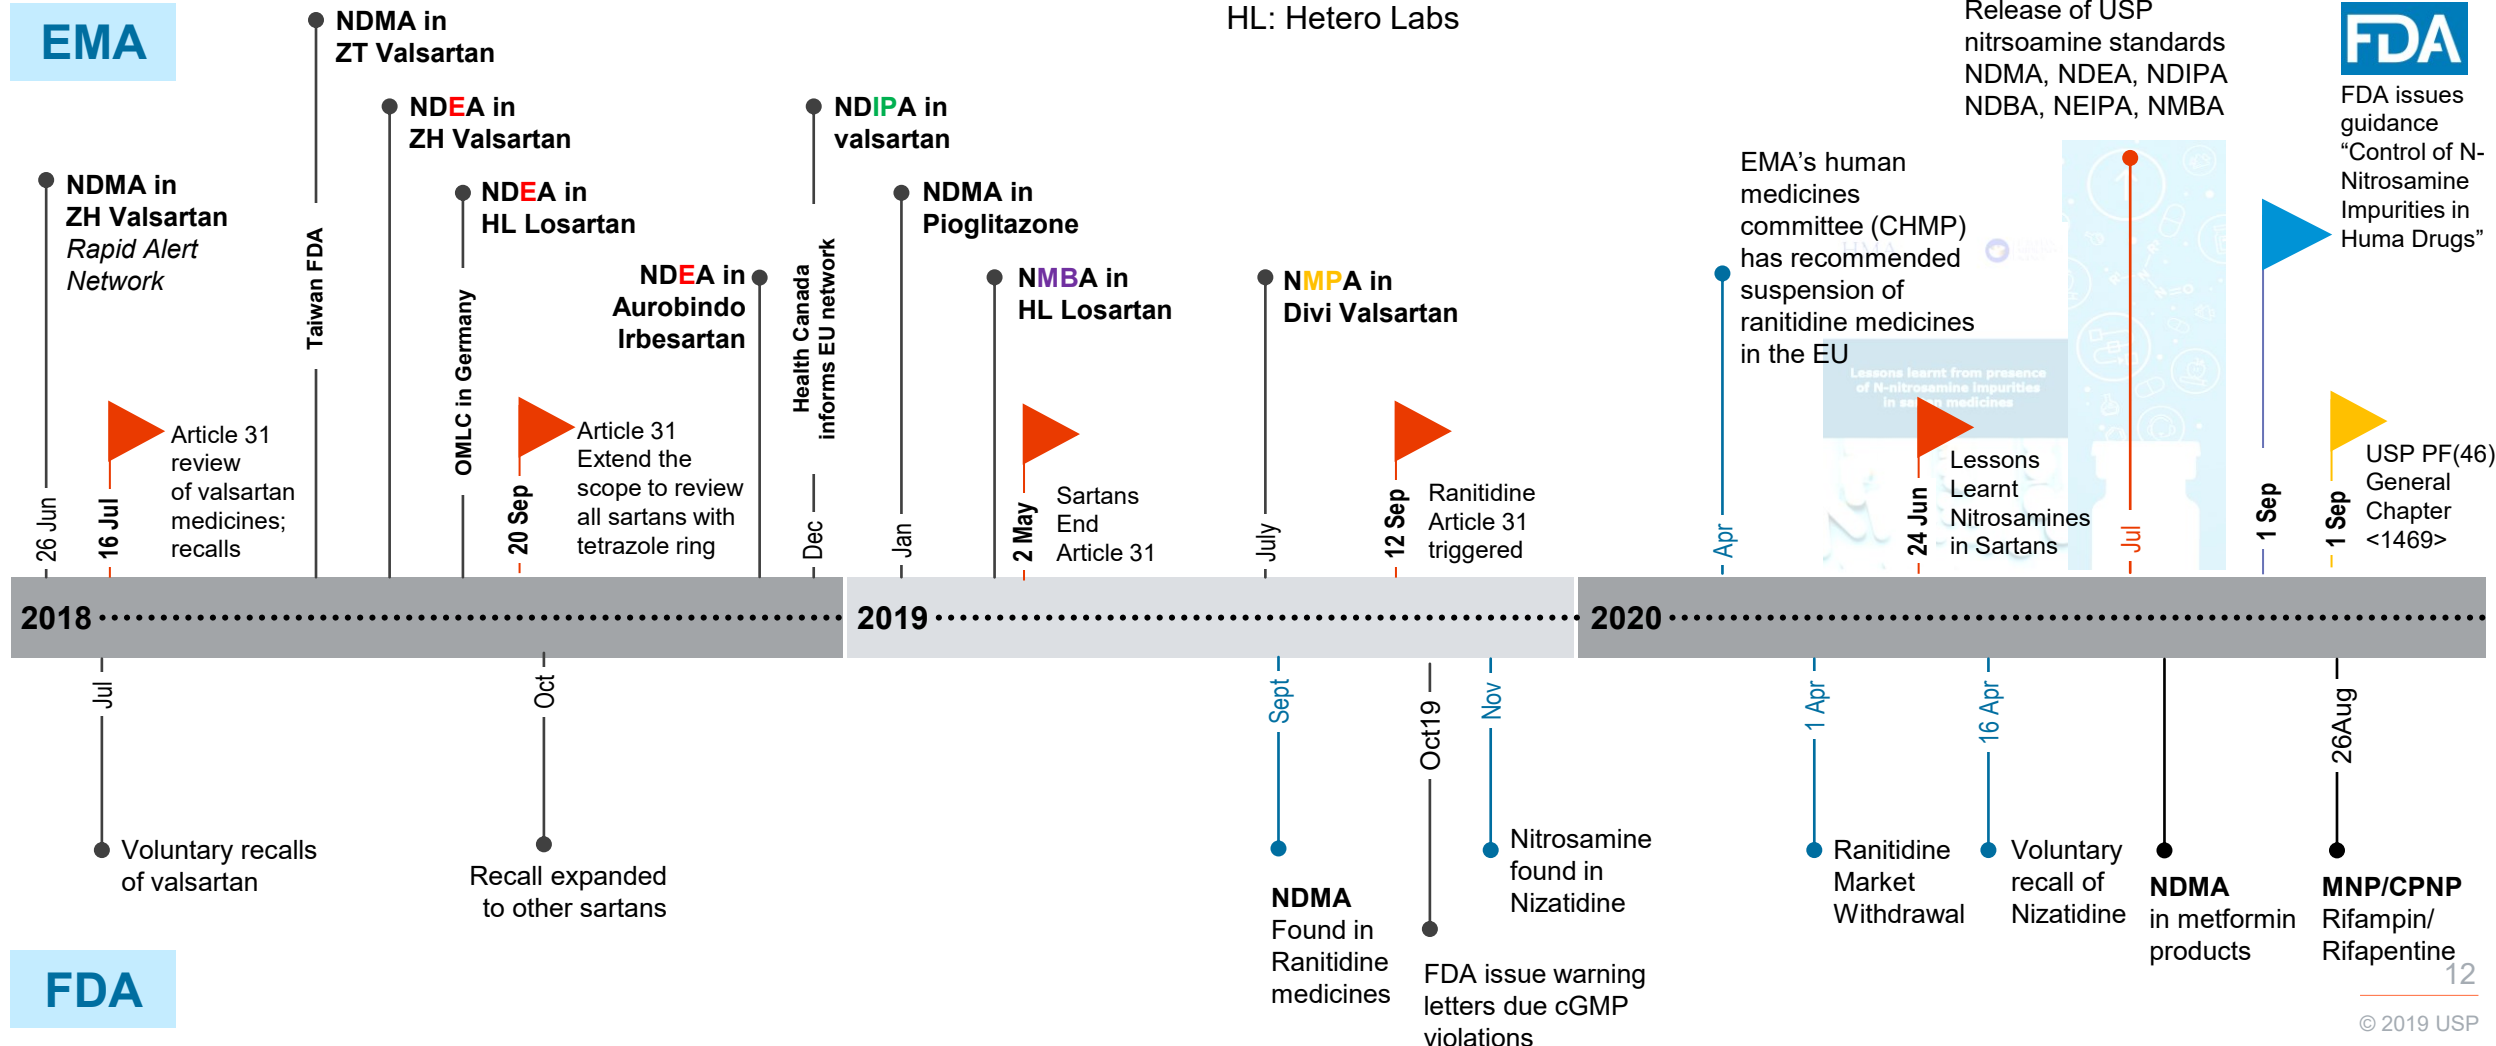 EMA
HL: Hetero Labs
NDMA in
ZT Valsartan
NDEA in
ZH Valsartan
NDIPA in
valsartan
NDMA in
ZH Valsartan
Rapid Alert
Network
NDEA in
HL Losartan
NDMA in
Pioglitazone
NDEA in
Aurobindo
Irbesartan
NMBA in
HL Losartan
NMPA in
Divi Valsartan
Taiwan FDA
OMLC in Germany
Health Canada
informs EU network
Release of USP
nitrsoamine standards
NDMA, NDEA, NDIPA
NDBA, NEIPA, NMBA
FDA
FDA issues
guidance
“Control of N-
Nitrosamine
Impurities in
Huma Drugs”
EMA’s human
medicines
committee (CHMP)
has recommended
suspension of
ranitidine medicines
in the EU
Lessons learnt from presence
of N-nitrosamine impurities
in sartan medicines
26 Jun
16 Jul
Article 31
review
of valsartan
medicines;
recalls
20 Sep
Article 31
Extend the
scope to review
all sartans with
tetrazole ring
Dec
Jan
2 May
Sartans
End
Article 31
July
12 Sep
Ranitidine
Article 31
triggered
Apr
24 Jun
Lessons
Learnt
Nitrosamines
in Sartans
Jul
1 Sep
1 Sep
USP PF(46)
General
Chapter
<1469>
2018
2019
2020
Jul
Voluntary recalls
of valsartan
Oct
Recall expanded
to other sartans
Sept
NDMA
Found in
Ranitidine
medicines
Oct19
FDA issue warning
letters due cGMP
violations
Nov
Nitrosamine
found in
Nizatidine
1 Apr
Ranitidine
Market
Withdrawal
16 Apr
Voluntary
recall of
Nizatidine
NDMA
in metformin
products
26Aug
MNP/CPNP
Rifampin/
Rifapentine
FDA
12
© 2019 USP